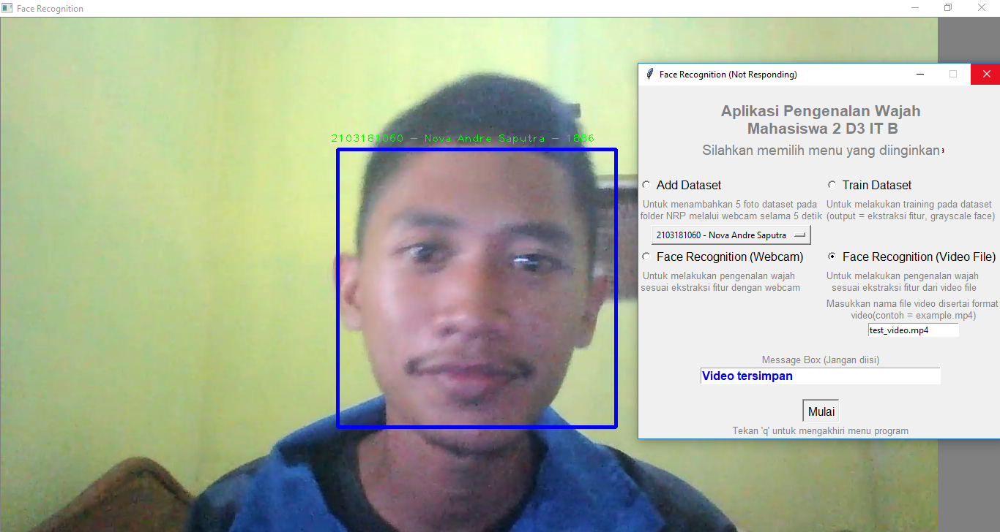 Face Recognition
2103181060 - Nova Andre Saputra - 1886
Face Recognition (Not Responding)
Aplikasi Pengenalan Wajah
Mahasiswa 2 D3 IT B
Silahkan memilih menu yang diinginkan
Add Dataset
Untuk menambahkan 5 foto dataset pada
folder NRP melalui webcam selama 5 detik
2103181060 - Nova Andre Saputra
Train Dataset
Untuk melakukan training pada dataset
(output = ekstraksi fitur, grayscale face)
Face Recognition (Webcam)
Untuk melakukan pengenalan wajah
sesuai ekstraksi fitur dengan webcam
Face Recognition (Video File)
Untuk melakukan pengenalan wajah
sesuai ekstraksi fitur dari video file
Masukkan nama file video disertai format
video(contoh = example.mp4)
test_video.mp4
Message Box (Jangan diisi)
Video tersimpan
Mulai
Tekan 'q' untuk mengakhiri menu program